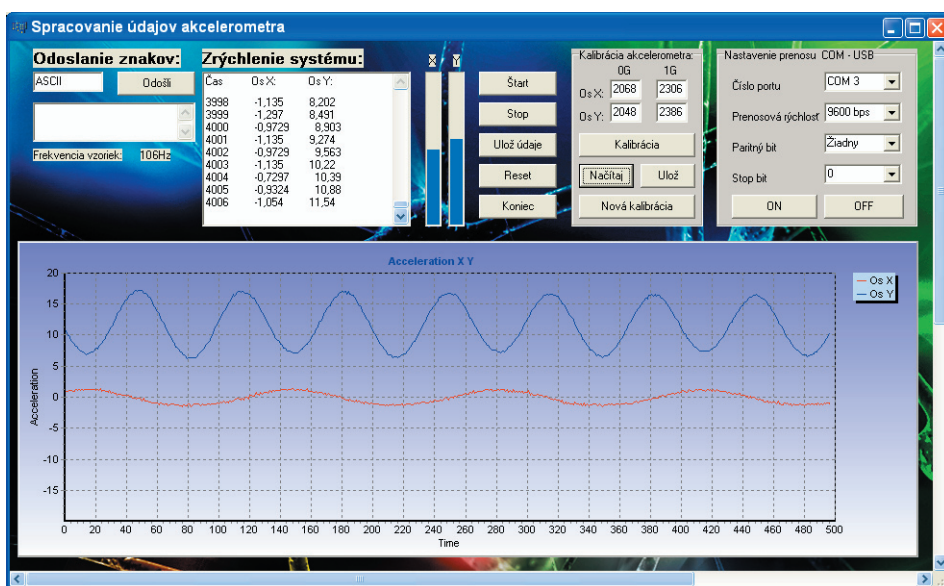 Spracovanie údajov akcelerometra
Odoslanie znakov:
ASCII
Odošli
Frekvencia vzoriek: 106Hz
Zrýchlenie systému:
Čas Os X: Os Y:
3998 -1,135 8,202
3999 -1,297 8,491
4000 -0,9729 8,903
4001 -1,135 9,274
4002 -0,9729 9,563
4003 -1,135 10,22
4004 -0,7297 10,39
4005 -0,9324 10,88
4006 -1,054 11,54
X Y
Štart
Stop
Ulož údaje
Reset
Koniec
Kalibrácia akcelerometra:
0G 1G
Os X: 2068 2306
Os Y: 2048 2386
Kalibrácia
Načítaj Ulož
Nová kalibrácia
Nastavenie prenosu COM - USB
Číslo portu COM 3
Prenosová rýchlosť 9600 bps
Paritný bit Žiadny
Stop bit 0
ON OFF
Acceleration X Y
Os X
Os Y
Acceleration
20
15
10
5
0
-5
-10
-15
0 20 40 60 80 100 120 140 160 180 200 220 240 260 280 300 320 340 360 380 400 420 440 460 480 500
Time